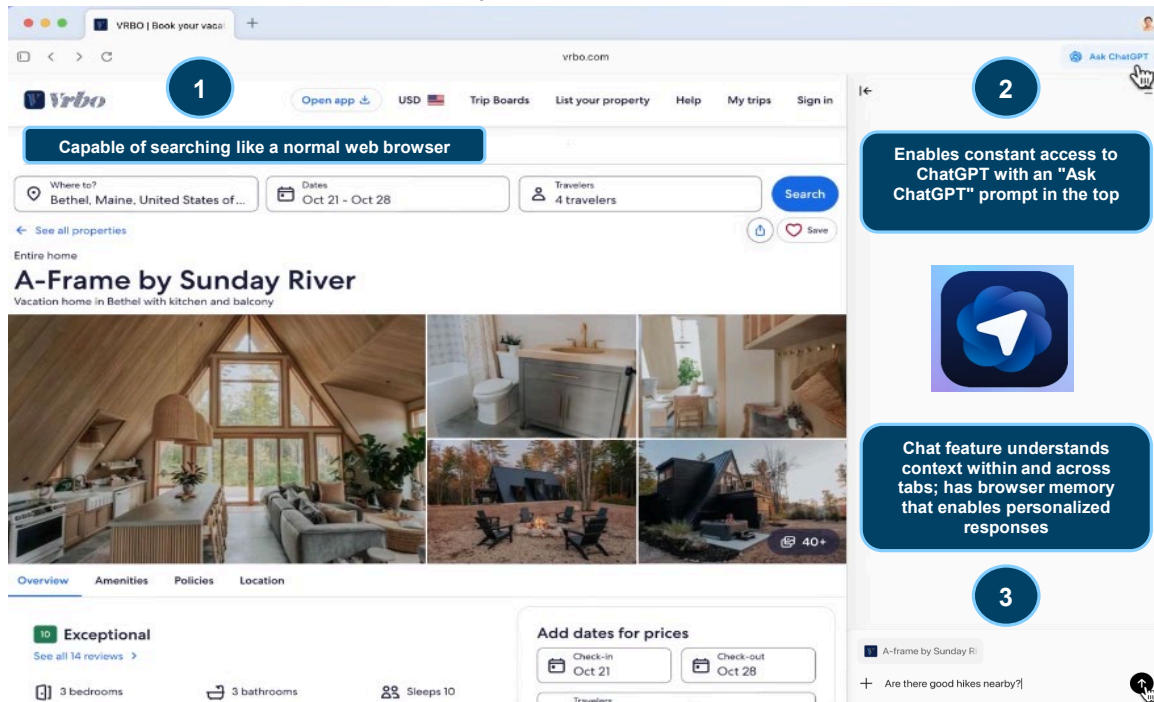 VRBO | Book your vaca
vrbo.com
Ask ChatGPT
Vrbo
1
Open app
USD
Trip Boards
List your property
Help
My trips
Sign in
2
Capable of searching like a normal web browser
Enables constant access to
ChatGPT with an "Ask
ChatGPT" prompt in the top
Where to?
Bethel, Maine, United States of...
Dates
Oct 21 - Oct 28
Travelers
4 travelers
Search
See all properties
Save
Entire home
A-Frame by Sunday River
Vacation home in Bethel with kitchen and balcony
40+
Chat feature understands
context within and across
tabs; has browser memory
that enables personalized
responses
3
Overview
Amenities
Policies
Location
10 Exceptional
See all 14 reviews
3 bedrooms
3 bathrooms
Sleeps 10
Add dates for prices
Check-in
Oct 21
Check-out
Oct 28
Travelers
A-frame by Sunday Ri
Are there good hikes nearby?